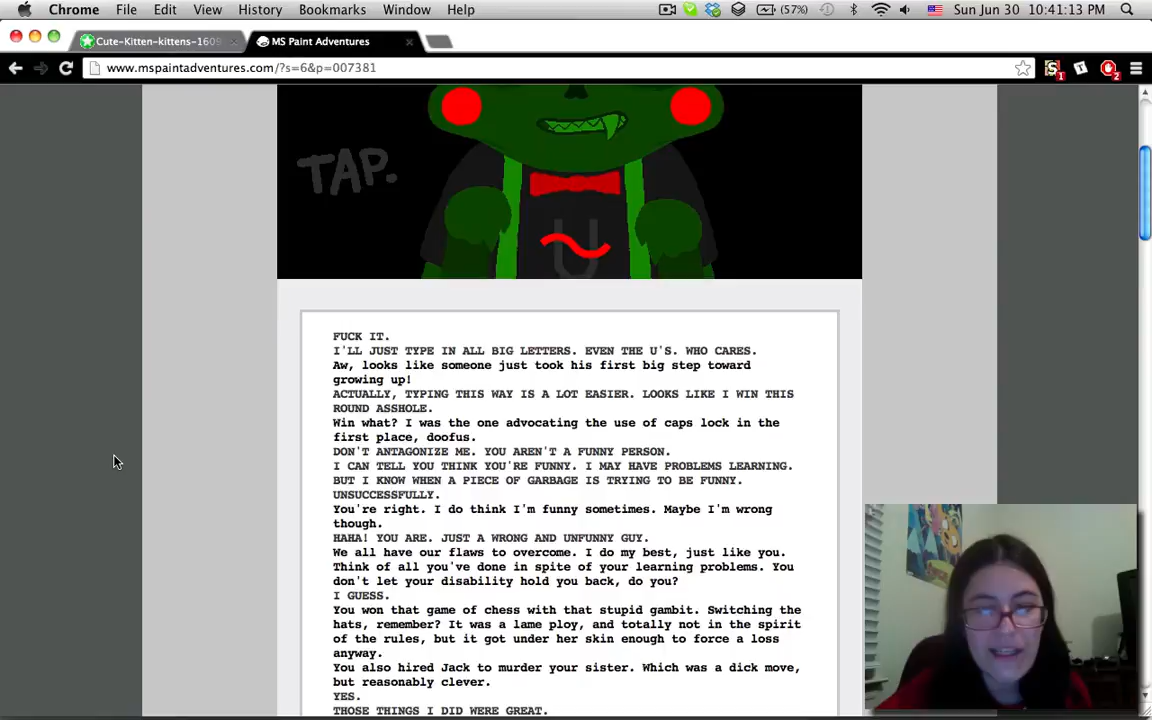 Chrome File Edit View History Bookmarks Window Help (57%) Sun Jun 30 10:41:13 PM
Cute-Kitten-kittens-1609 MS Paint Adventures
www.mspaintadventures.com/?s=6&p=007381
TAP.
U
FUCK IT.
I'LL JUST TYPE IN ALL BIG LETTERS. EVEN THE U'S. WHO CARES.
Aw, looks like someone just took his first big step toward
growing up!
ACTUALLY, TYPING THIS WAY IS A LOT EASIER. LOOKS LIKE I WIN THIS
ROUND ASSHOLE.
Win what? I was the one advocating the use of caps lock in the
first place, doofus.
DON'T ANTAGONIZE ME. YOU AREN'T A FUNNY PERSON.
I CAN TELL YOU THINK YOU'RE FUNNY. I MAY HAVE PROBLEMS LEARNING.
BUT I KNOW WHEN A PIECE OF GARBAGE IS TRYING TO BE FUNNY.
UNSUCCESSFULLY.
You're right. I do think I'm funny sometimes. Maybe I'm wrong
though.
HAHA! YOU ARE. JUST A WRONG AND UNFUNNY GUY.
We all have our flaws to overcome. I do my best, just like you.
Think of all you've done in spite of your learning problems. You
don't let your disability hold you back, do you?
I GUESS.
You won that game of chess with that stupid gambit. Switching the
hats, remember? It was a lame ploy, and totally not in the spirit
of the rules, but it got under her skin enough to force a loss
anyway.
You also hired Jack to murder your sister. Which was a dick move,
but reasonably clever.
YES.
THOSE THINGS I DID WERE GREAT.